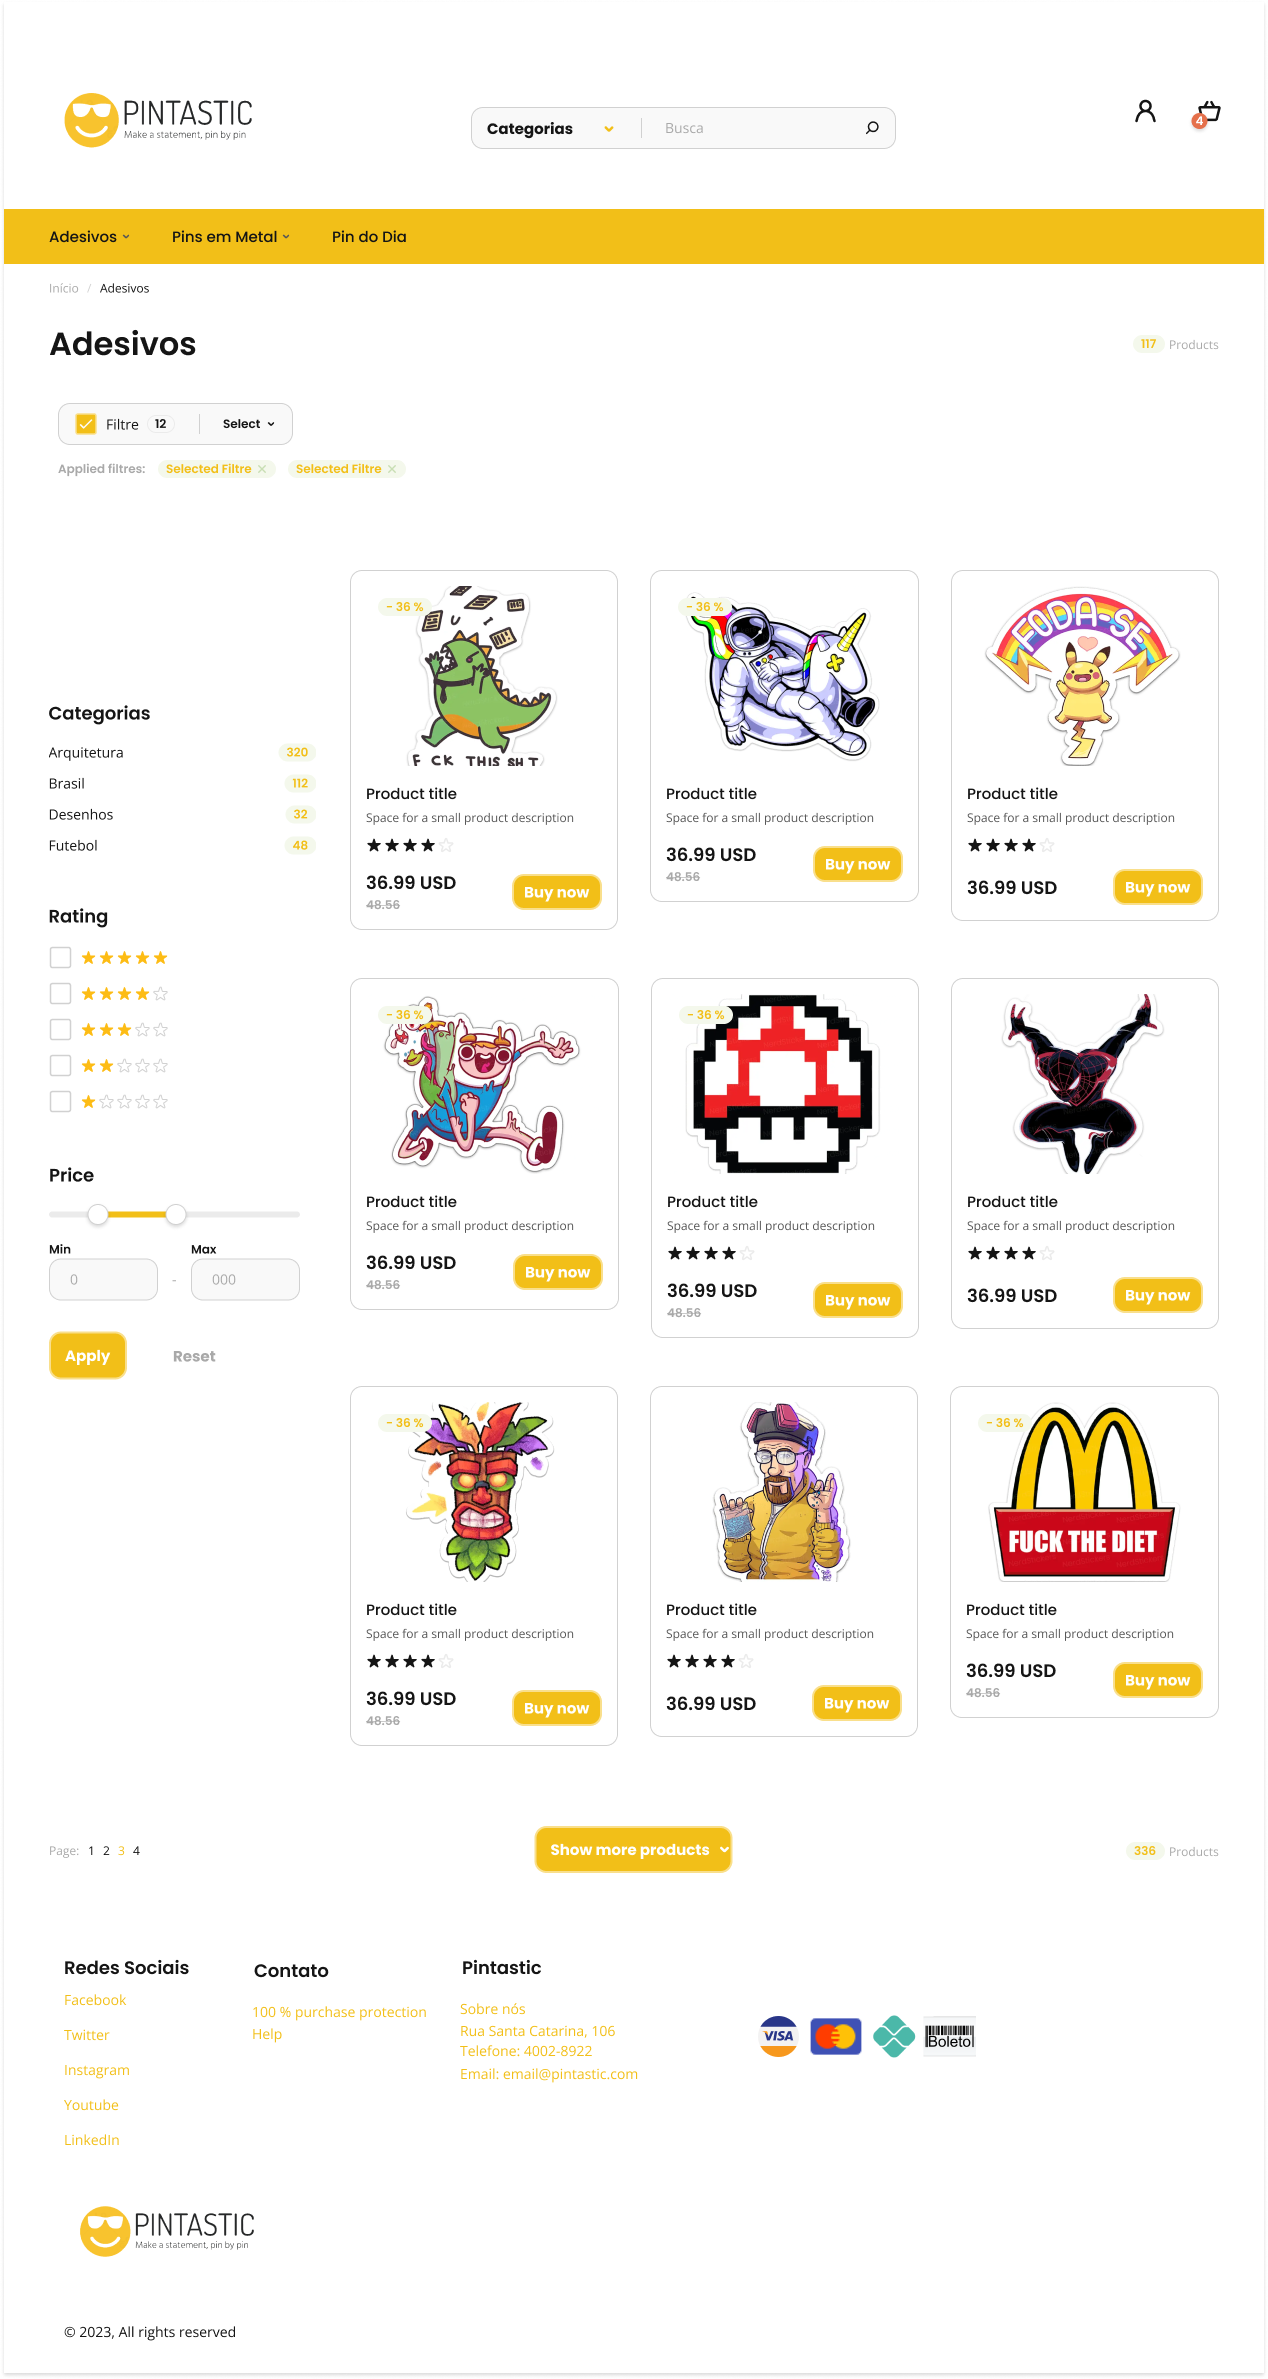 PINTASTIC
Make a statement, pin by pin
Categorias
Busca
4
Adesivos
Pins em Metal
Pin do Dia
Início / Adesivos
Adesivos
117 Products
Filtre 12
Select
Applied filtres: Selected Filtre Selected Filtre
Categorias
Arquitetura 320
Brasil 112
Desenhos 32
Futebol 48
Rating
Price
Min
Max
0 - 000
Apply
Reset
- 36 %
U I
F CK THIS SH T
Product title
Space for a small product description
36.99 USD
48.56
Buy now
- 36 %
Product title
Space for a small product description
36.99 USD
48.56
Buy now
FODA-SE
Product title
Space for a small product description
36.99 USD
Buy now
- 36 %
Product title
Space for a small product description
36.99 USD
48.56
Buy now
- 36 %
Product title
Space for a small product description
36.99 USD
48.56
Buy now
Product title
Space for a small product description
36.99 USD
Buy now
- 36 %
Product title
Space for a small product description
36.99 USD
48.56
Buy now
Product title
Space for a small product description
36.99 USD
Buy now
- 36 %
FUCK THE DIET
Product title
Space for a small product description
36.99 USD
48.56
Buy now
Page: 1 2 3 4
Show more products
336 Products
Redes Sociais
Facebook
Twitter
Instagram
Youtube
LinkedIn
Contato
100 % purchase protection
Help
Pintastic
Sobre nós
Rua Santa Catarina, 106
Telefone: 4002-8922
Email: email@pintastic.com
VISA
Boleto!
PINTASTIC
Make a statement, pin by pin
© 2023, All rights reserved